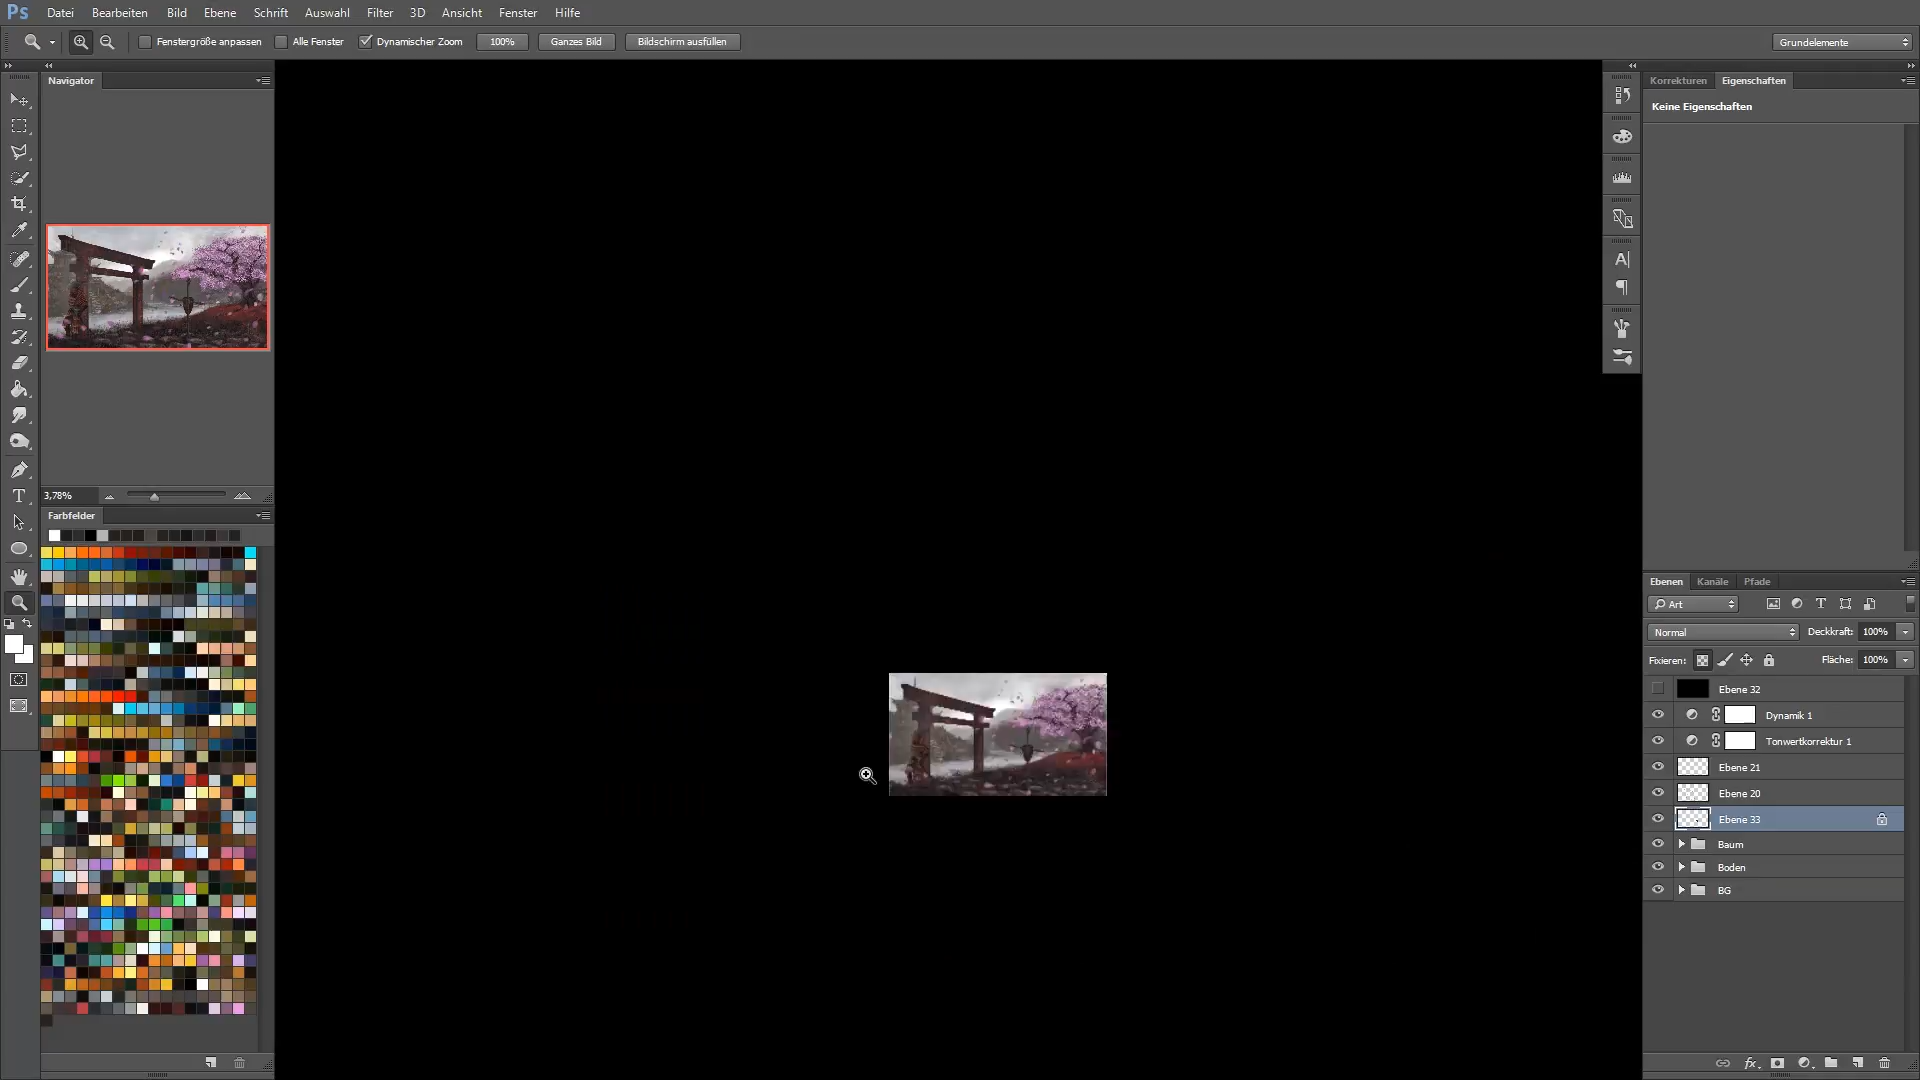 Ps Datei Bearbeiten Bild Ebene Schrift Auswahl Filter 3D Ansicht Fenster Hilfe
Fenstergröße anpassen Alle Fenster Dynamischer Zoom 100% Ganzes Bild Bildschirm ausfüllen Grundelemente
Navigator
Korrekturen Eigenschaften
Keine Eigenschaften
3,78%
Farbfelder
Ebenen Kanäle Pfade
Art
Normal Deckkraft: 100%
Fixieren: Fläche: 100%
Ebene 32
Dynamik 1
Tonwertkorrektur 1
Ebene 21
Ebene 20
Ebene 33
Baum
Boden
BG